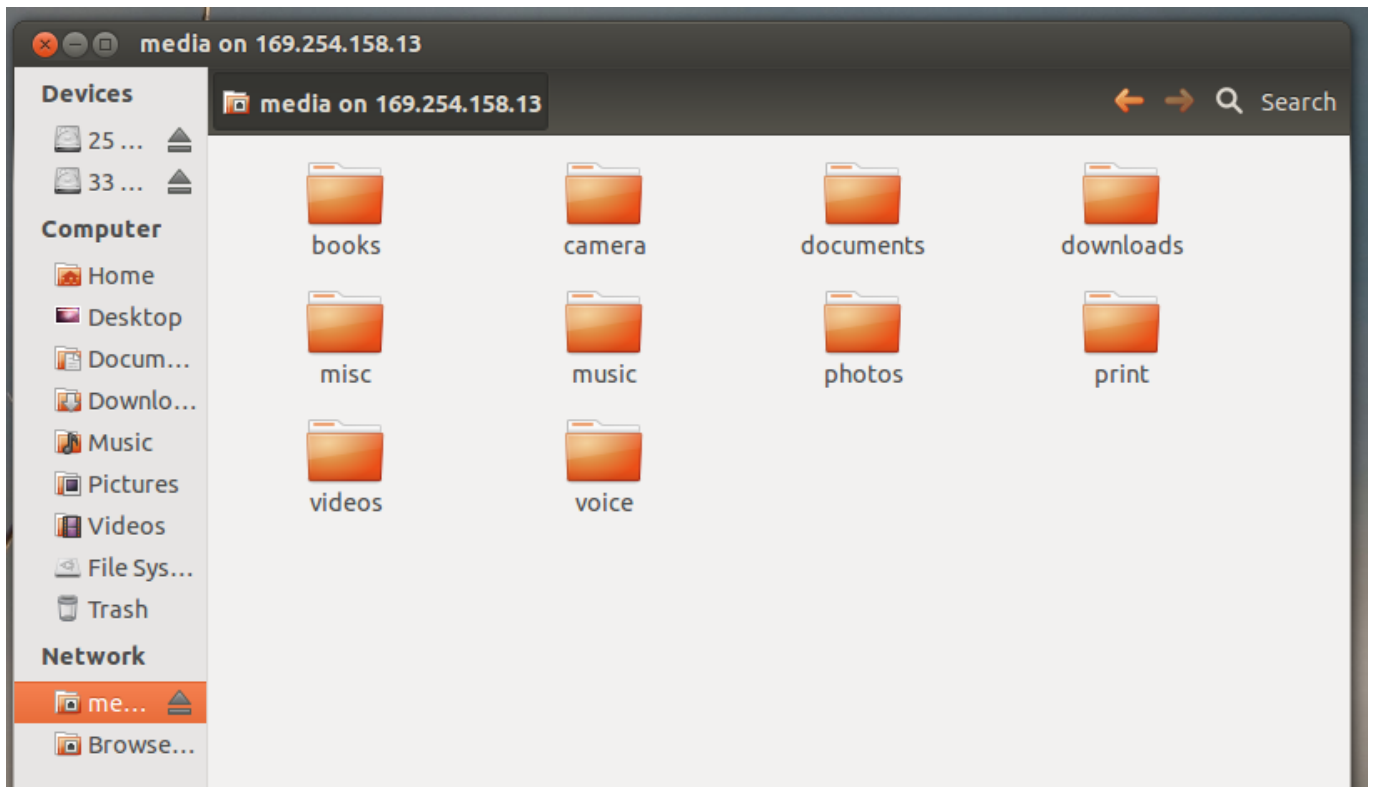 media on 169.254.158.13
Devices
25 ...
33 ...
Computer
Home
Desktop
Docum...
Downlo...
Music
Pictures
Videos
File Sys...
Trash
Network
me...
Browse...
media on 169.254.158.13
Search
books camera documents downloads
misc music photos print
videos voice